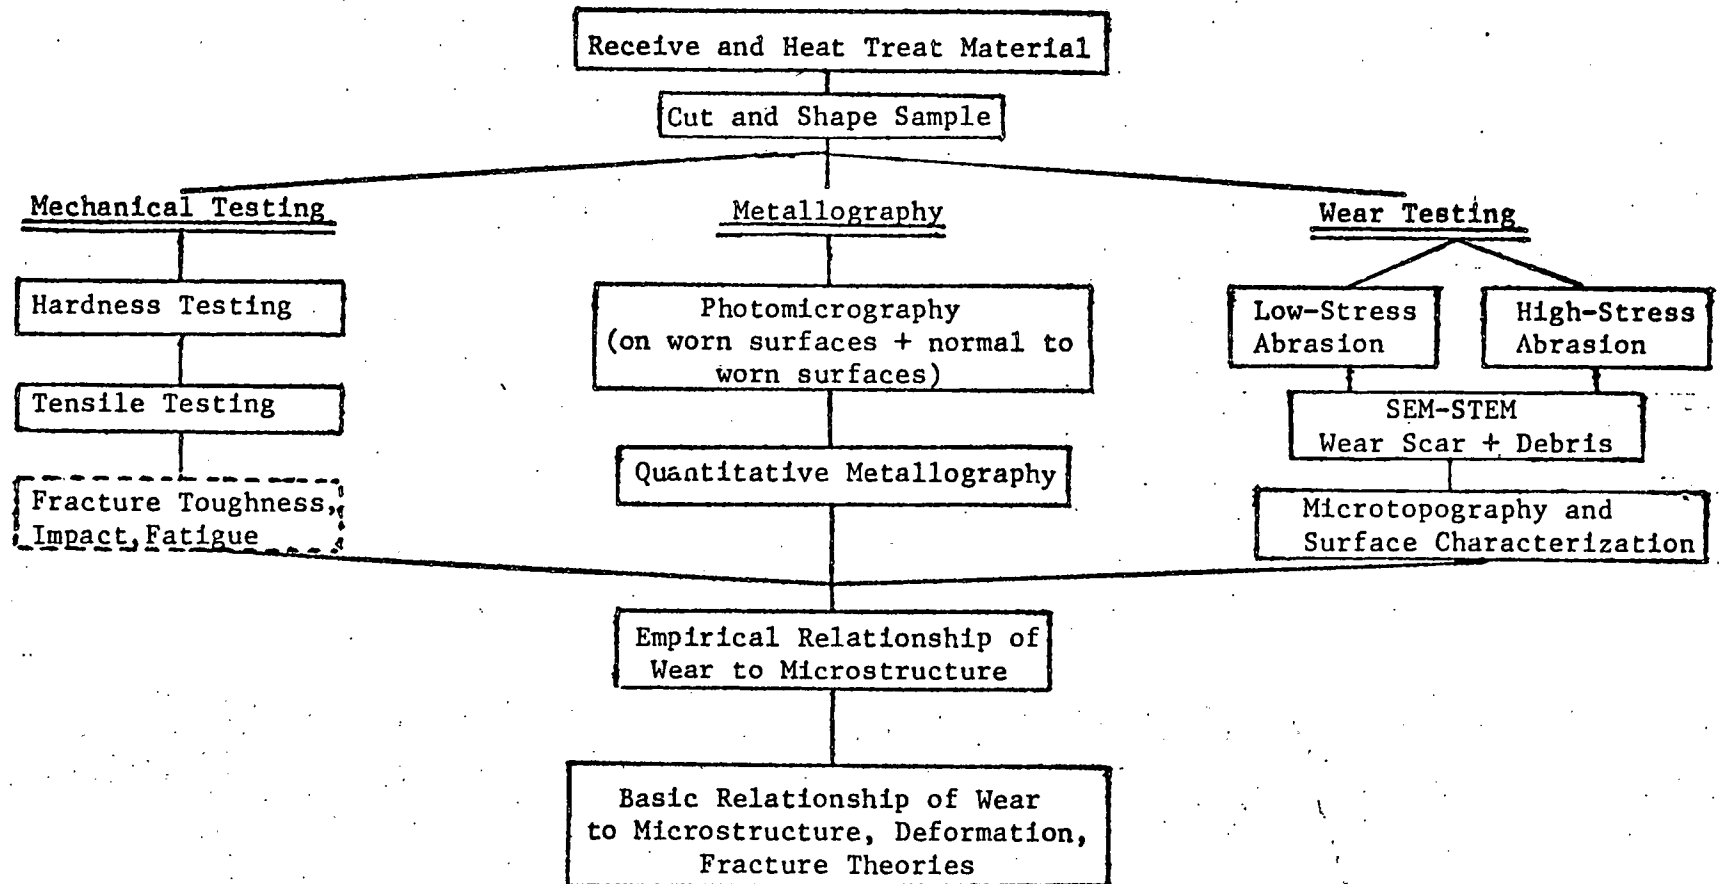 Receive and Heat Treat Material
Cut and Shape Sample
Mechanical Testing
Metallography
Wear Testing
Hardness Testing
Tensile Testing
Fracture Toughness,
Impact,Fatigue
Photomicrography
(on worn surfaces + normal to
worn surfaces)
Quantitative Metallography
Low-Stress
Abrasion
High-Stress
Abrasion
SEM-STEM
Wear Scar + Debris
Microtopography and
Surface Characterization
Empirical Relationship of
Wear to Microstructure
Basic Relationship of Wear
to Microstructure, Deformation,
Fracture Theories